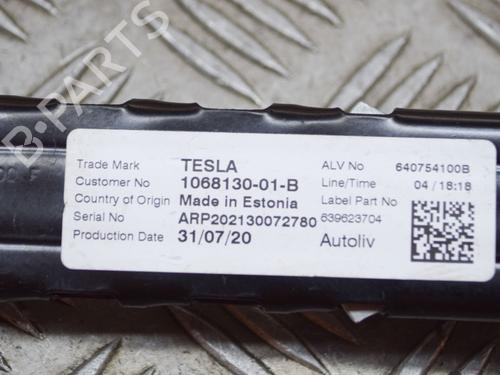 B-PARTS
Trade Mark TESLA ALV No 640754100B
Customer No 1068130-01-B Line/Time 04 / 18:18
Country of Origin Made in Estonia Label Part No
Serial No ARP202130072780 639623704
Production Date 31/07/20 Autoliv